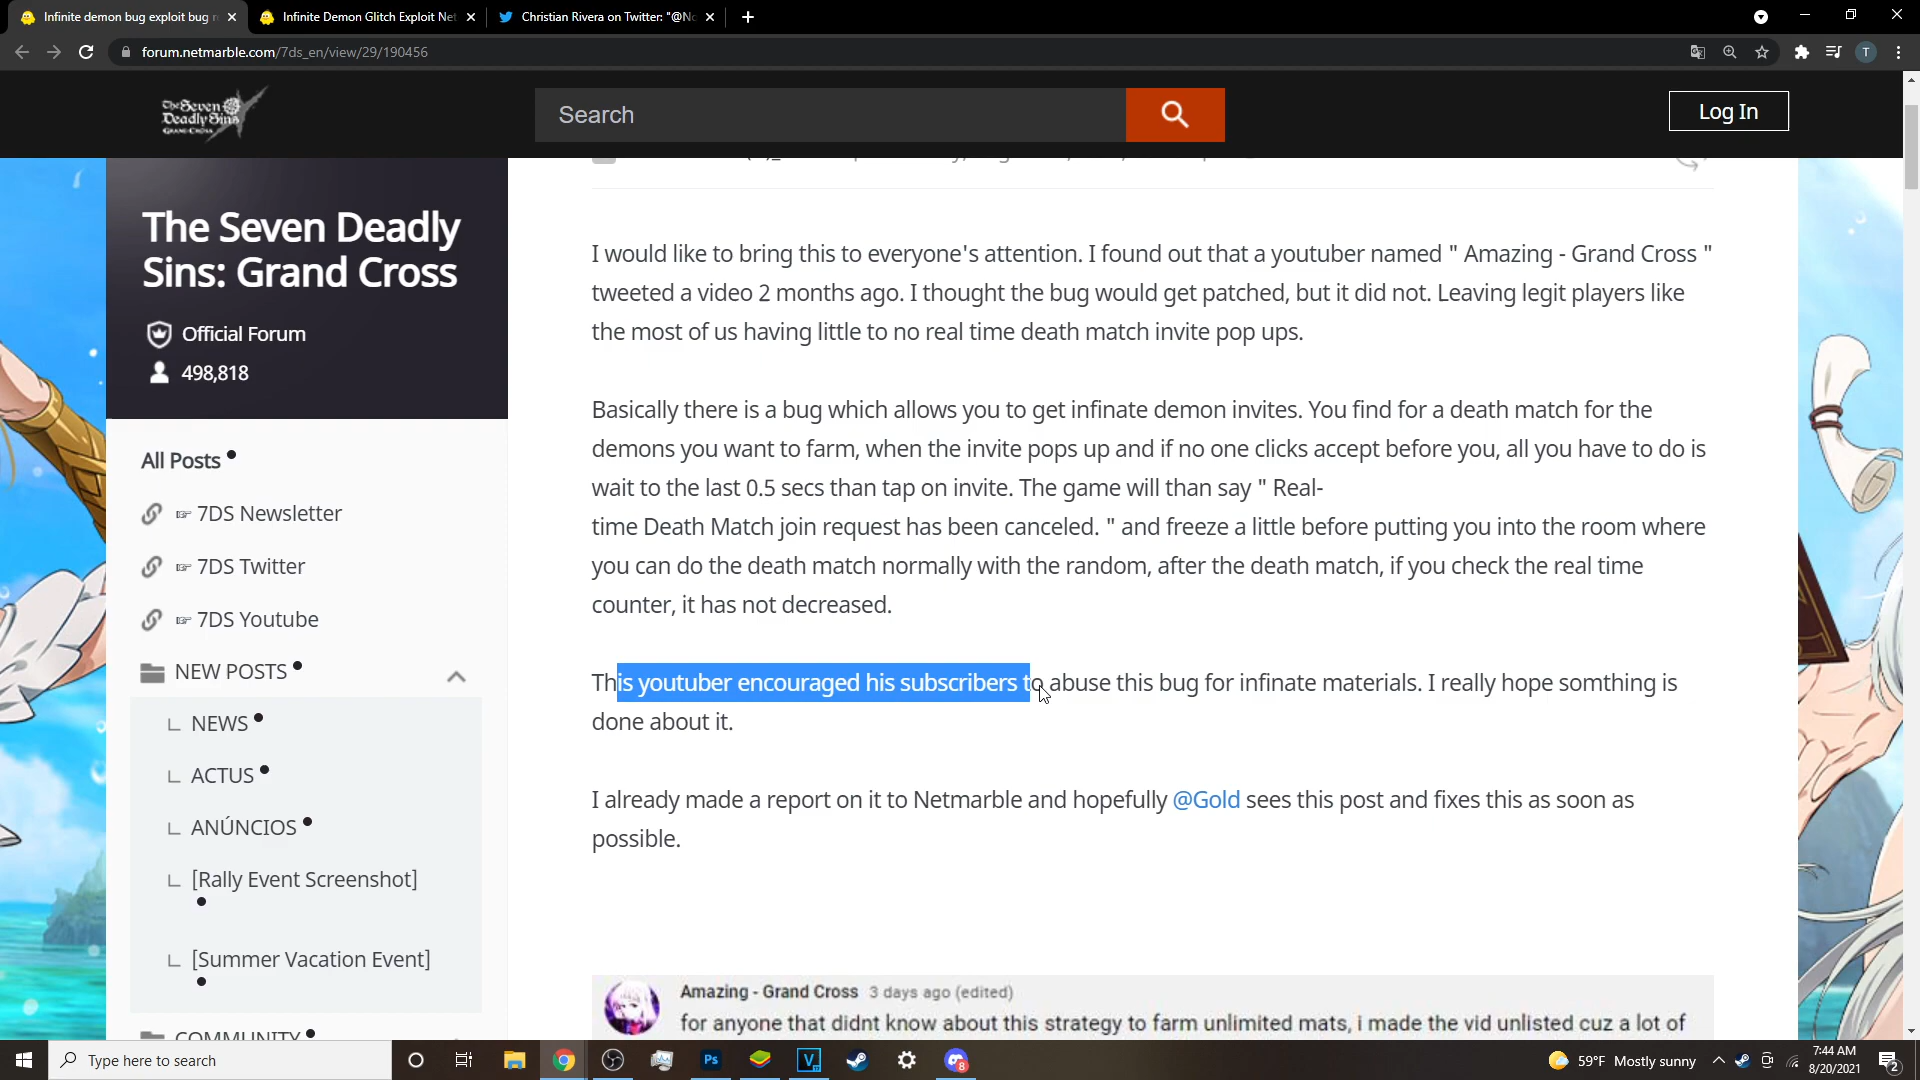 Infinite demon bug exploit bug
Infinite Demon Glitch Exploit Net
Christian Rivera on Twitter: "@No
forum.netmarble.com/7ds_en/view/29/190456
T
The Seven
Deadly Sins
GRAND CROSS
Search
Log In
The Seven Deadly
Sins: Grand Cross
Official Forum
498,818
All Posts
☞ 7DS Newsletter
☞ 7DS Twitter
☞ 7DS Youtube
NEW POSTS
NEWS
ACTUS
ANÚNCIOS
[Rally Event Screenshot]
[Summer Vacation Event]
COMMUNITY
I would like to bring this to everyone's attention. I found out that a youtuber named " Amazing - Grand Cross "
tweeted a video 2 months ago. I thought the bug would get patched, but it did not. Leaving legit players like
the most of us having little to no real time death match invite pop ups.
Basically there is a bug which allows you to get infinate demon invites. You find for a death match for the
demons you want to farm, when the invite pops up and if no one clicks accept before you, all you have to do is
wait to the last 0.5 secs than tap on invite. The game will than say " Real-
time Death Match join request has been canceled. " and freeze a little before putting you into the room where
you can do the death match normally with the random, after the death match, if you check the real time
counter, it has not decreased.
This youtuber encouraged his subscribers to abuse this bug for infinate materials. I really hope somthing is
done about it.
I already made a report on it to Netmarble and hopefully @Gold sees this post and fixes this as soon as
possible.
Amazing - Grand Cross 3 days ago (edited)
for anyone that didnt know about this strategy to farm unlimited mats, i made the vid unlisted cuz a lot of
Type here to search
Ps
V
8
59°F Mostly sunny
7:44 AM
8/20/2021
2